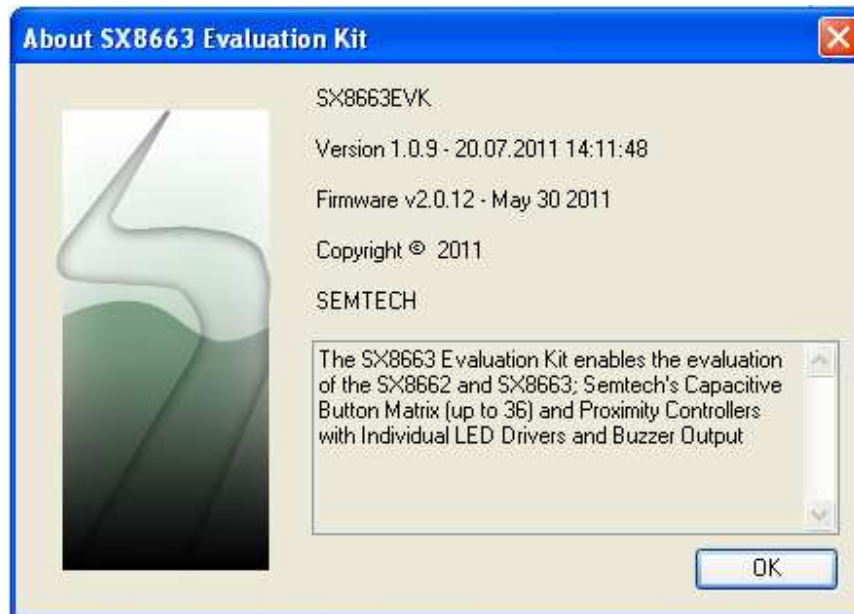 About SX8663 Evaluation Kit
SX8663EVK
Version 1.0.9 - 20.07.2011 14:11:48
Firmware v2.0.12 - May 30 2011
Copyright © 2011
SEMTECH
The SX8663 Evaluation Kit enables the evaluation
of the SX8662 and SX8663; Semtech's Capacitive
Button Matrix (up to 36) and Proximity Controllers
with Individual LED Drivers and Buzzer Output
OK